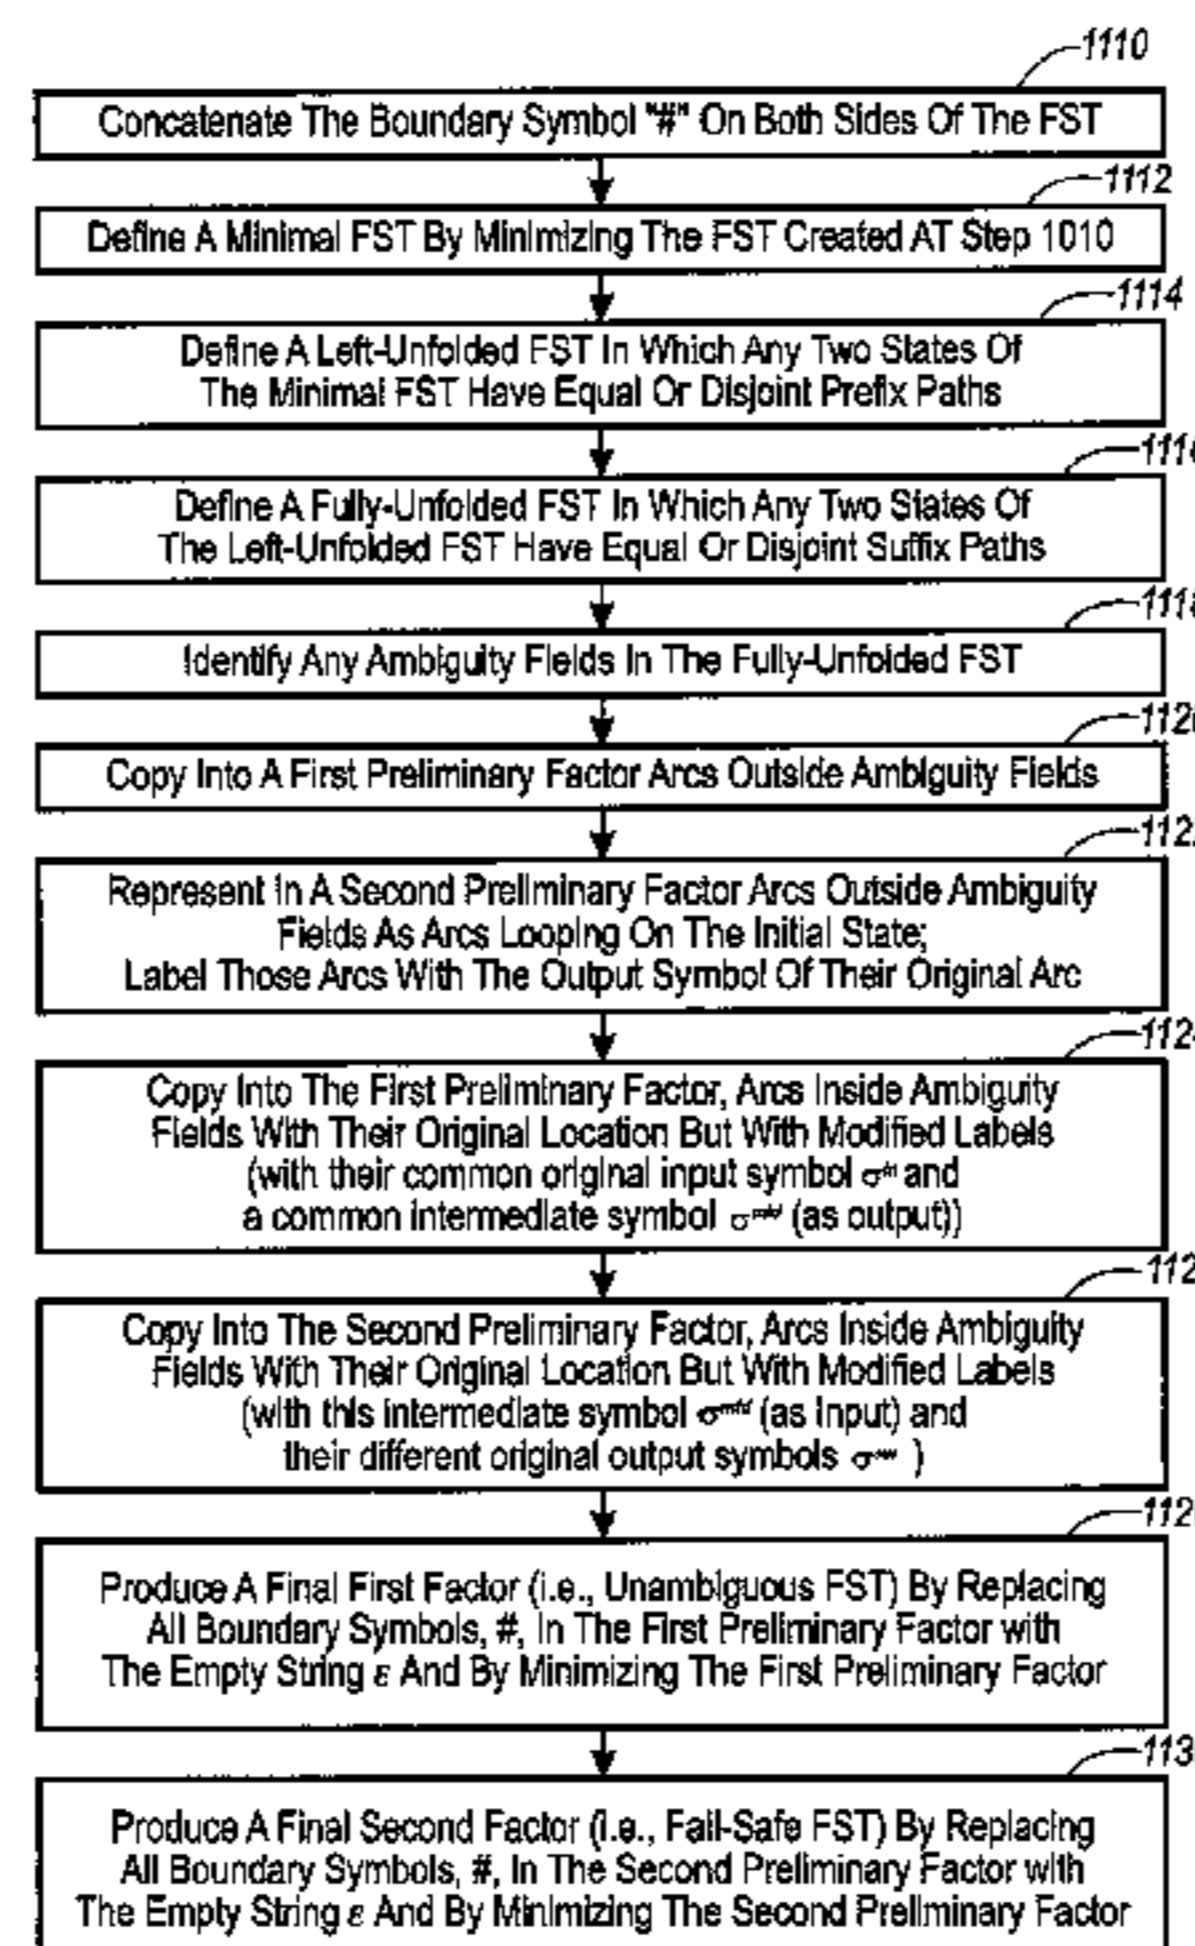 1110
Concatenate The Boundary Symbol "#" On Both Sides Of The FST
1112
Define A Minimal FST By Minimizing The FST Created AT Step 1010
1114
Define A Left-Unfolded FST In Which Any Two States Of
The Minimal FST Have Equal Or Disjoint Prefix Paths
111
Define A Fully-Unfolded FST In Which Any Two States Of
The Left-Unfolded FST Have Equal Or Disjoint Suffix Paths
111
Identify Any Ambiguity Fields In The Fully-Unfolded FST
112
Copy Into A First Preliminary Factor Arcs Outside Ambiguity Fields
112
Represent In A Second Preliminary Factor Arcs Outside Ambiguity
Fields As Arcs Looping On The Initial State;
Label Those Arcs With The Output Symbol Of Their Original Arc
112
Copy Into The First Preliminary Factor, Arcs Inside Ambiguity
Fields With Their Original Location But With Modified Labels
(with their common original input symbol σ and
a common intermediate symbol σ (as output))
112
Copy Into The Second Preliminary Factor, Arcs Inside Ambiguity
Fields With Their Original Location But With Modified Labels
(with this intermediate symbol σ (as Input) and
their different original output symbols σ )
112
Produce A Final First Factor (i.e., Unambiguous FST) By Replacing
All Boundary Symbols, #, In The First Preliminary Factor with
The Empty String ε And By Minimizing The First Preliminary Factor
113
Produce A Final Second Factor (i.e., Fail-Safe FST) By Replacing
All Boundary Symbols, #, In The Second Preliminary Factor with
The Empty String ε And By Minimizing The Second Preliminary Factor